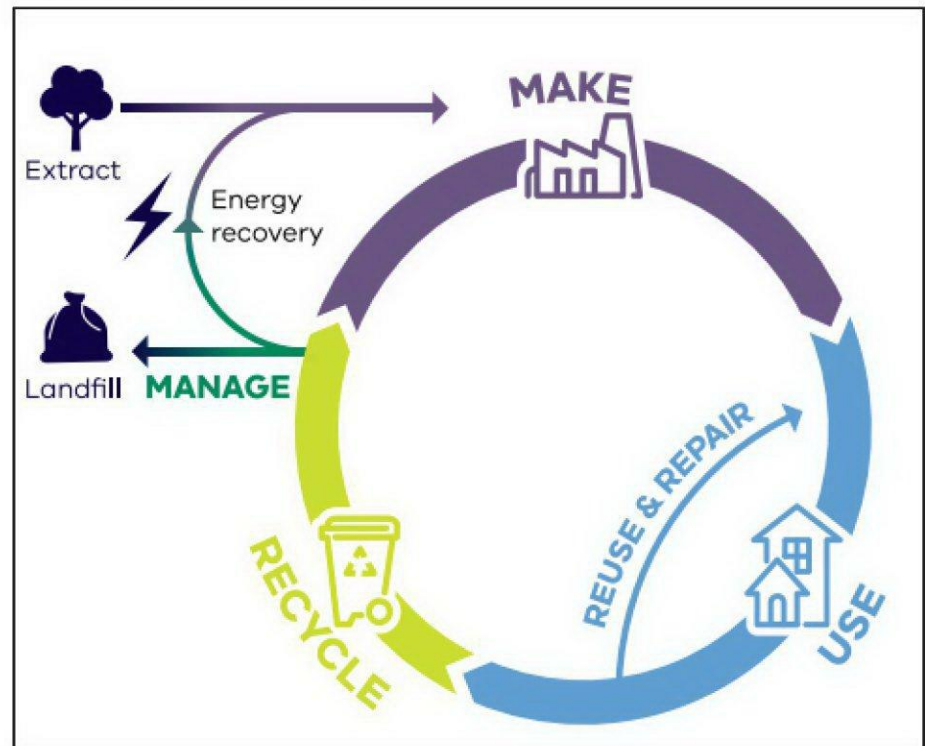 MAKE
Extract
Energy
recovery
Landfill
MANAGE
REUSE & REPAIR
RECYCLE
USE